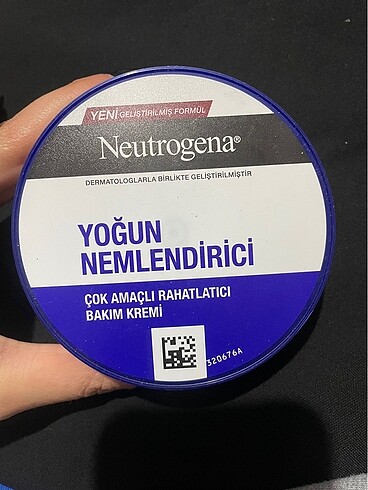 YENİ GELİŞTİRİLMİŞ FORMÜL
Neutrogena®
DERMATOLOGLARLA BİRLİKTE GELİŞTİRİLMİŞTİR
YOĞUN
NEMLENDİRİCİ
ÇOK AMAÇLI RAHATLATICI
BAKIM KREMİ
320676A